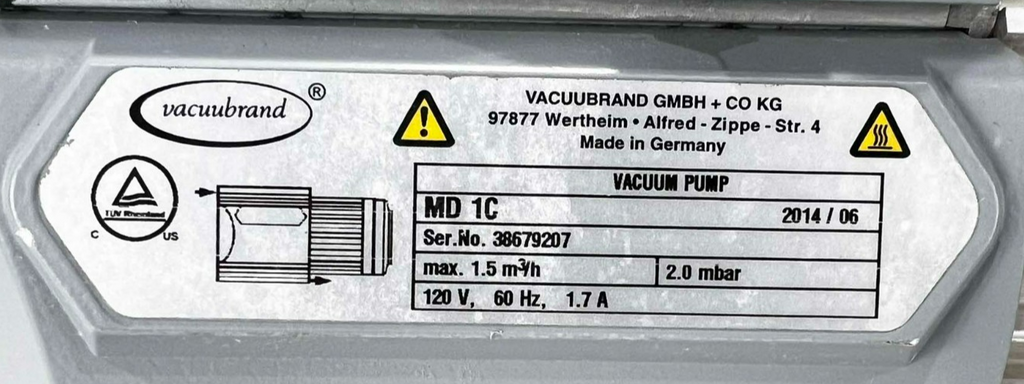 vacuubrand ®
VACUUBRAND GMBH + CO KG
97877 Wertheim • Alfred - Zippe - Str. 4
Made in Germany
TÜV Rheinland
C US
VACUUM PUMP
MD 1C 2014 / 06
Ser.No. 38679207
max. 1.5 m³/h 2.0 mbar
120 V, 60 Hz, 1.7 A